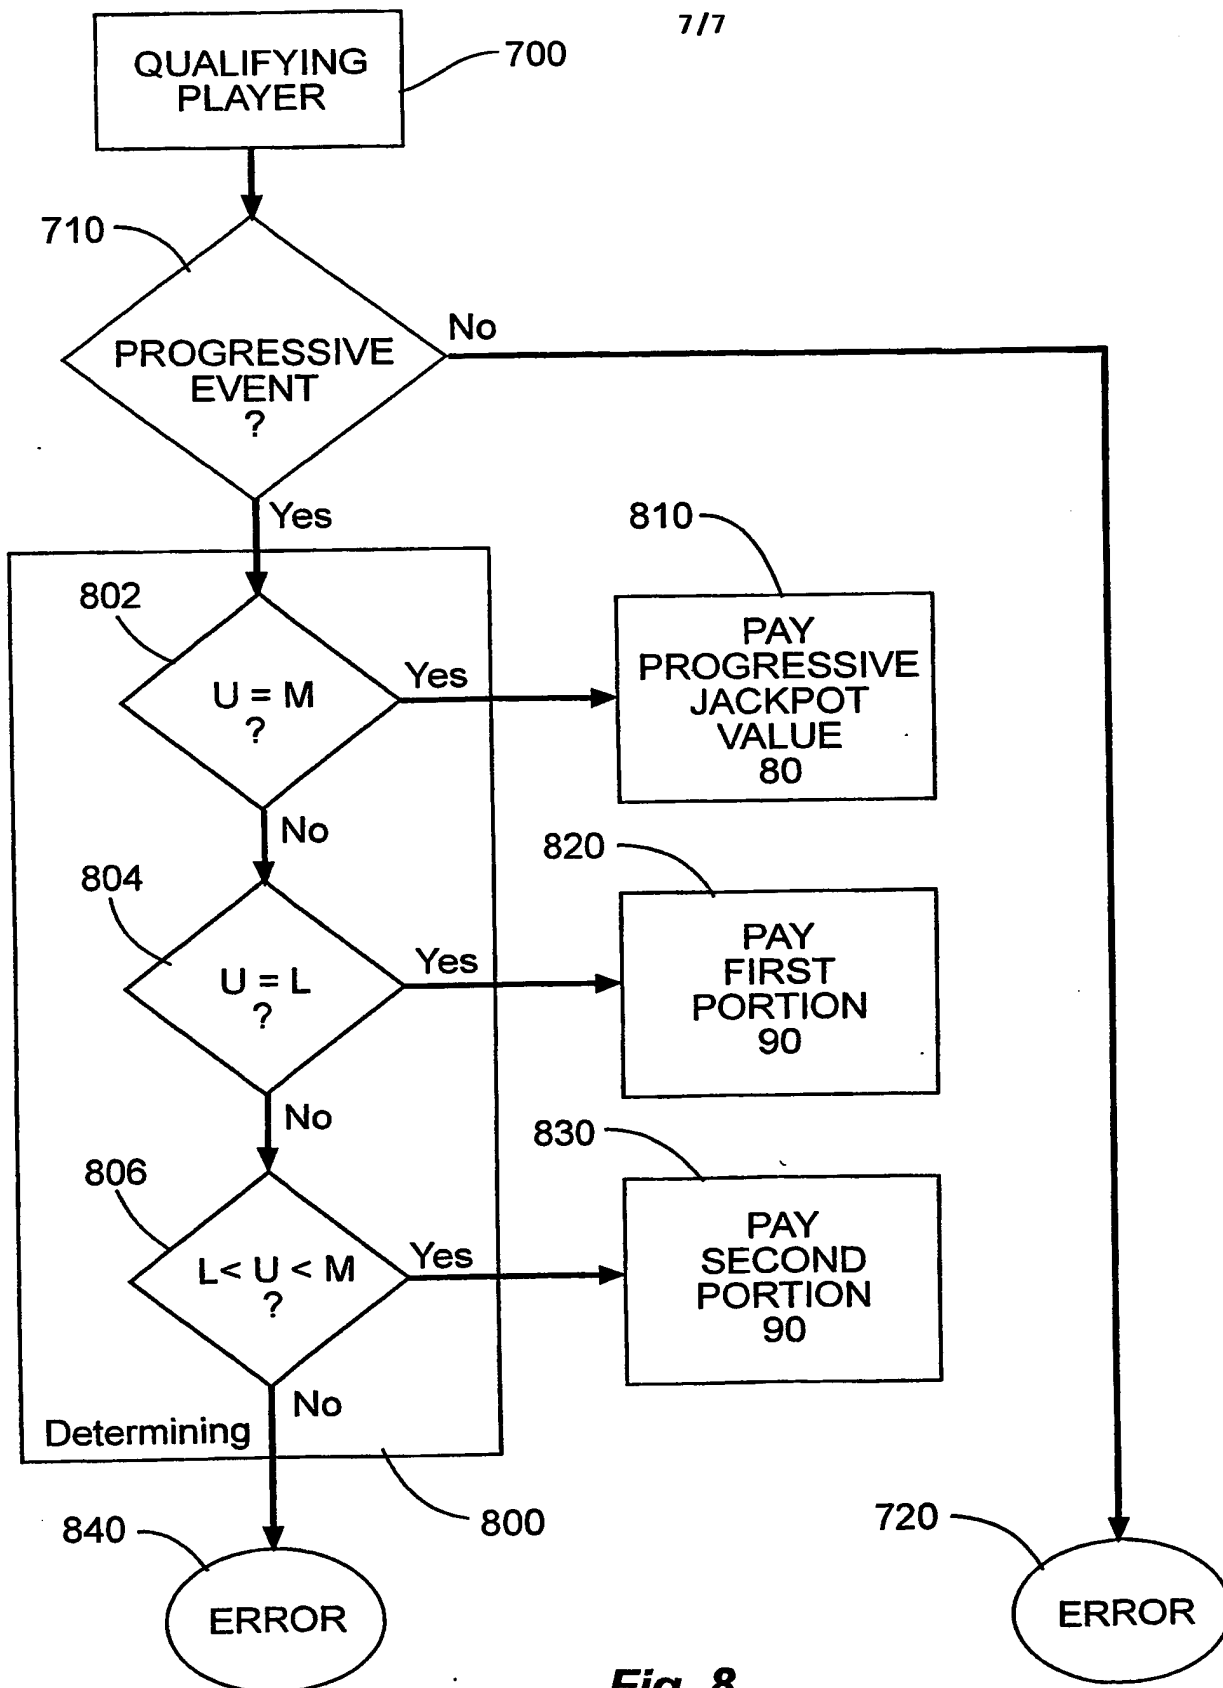 7/7
QUALIFYING
PLAYER
700
710
PROGRESSIVE
EVENT
?
No
Yes
802
U = M
?
Yes
810
PAY
PROGRESSIVE
JACKPOT
VALUE
80
No
804
U = L
?
Yes
820
PAY
FIRST
PORTION
90
No
806
L< U < M
?
Yes
830
PAY
SECOND
PORTION
90
No
Determining
800
840
ERROR
720
ERROR
Fig. 8